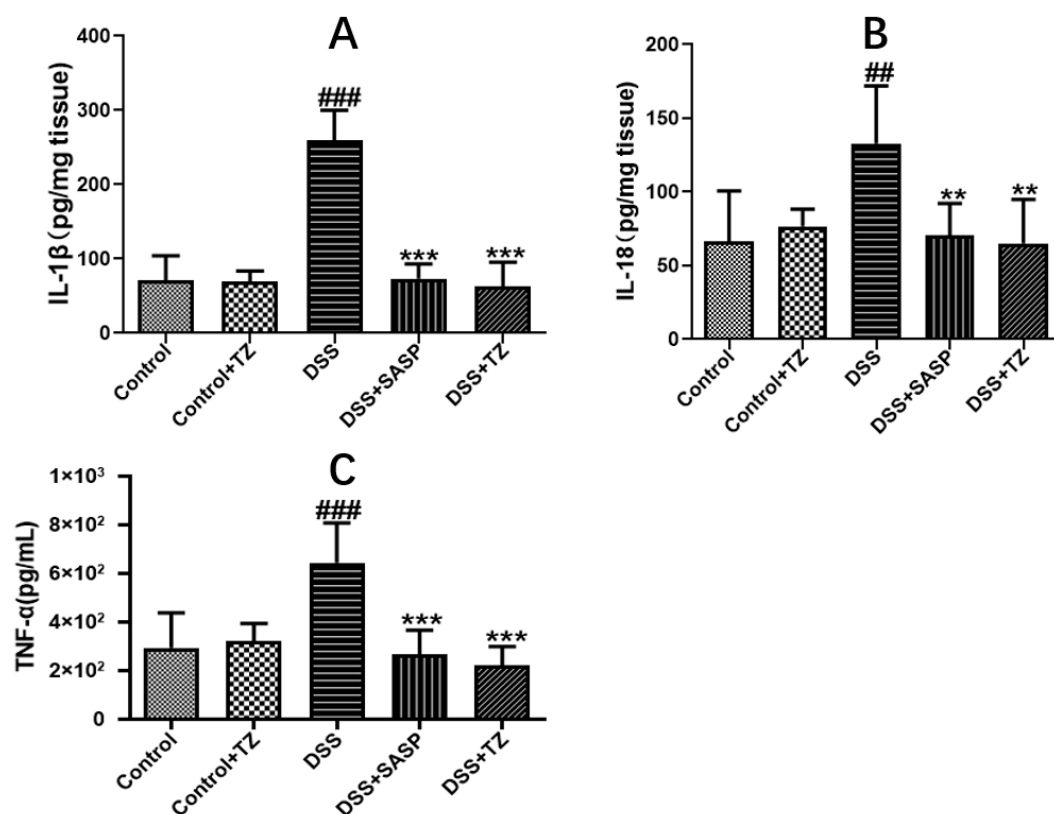 A
IL-1β(pg/mg tissue)
400
300
200
100
0
###
***
***
Control
Control+TZ
DSS
DSS+SASP
DSS+TZ
B
IL-18(pg/mg tissue)
200
150
100
50
0
##
**
**
Control
Control+TZ
DSS
DSS+SASP
DSS+TZ
C
TNF-α(pg/mL)
1×10³
8×10²
6×10²
4×10²
2×10²
0
###
***
***
Control
Control+TZ
DSS
DSS+SASP
DSS+TZ